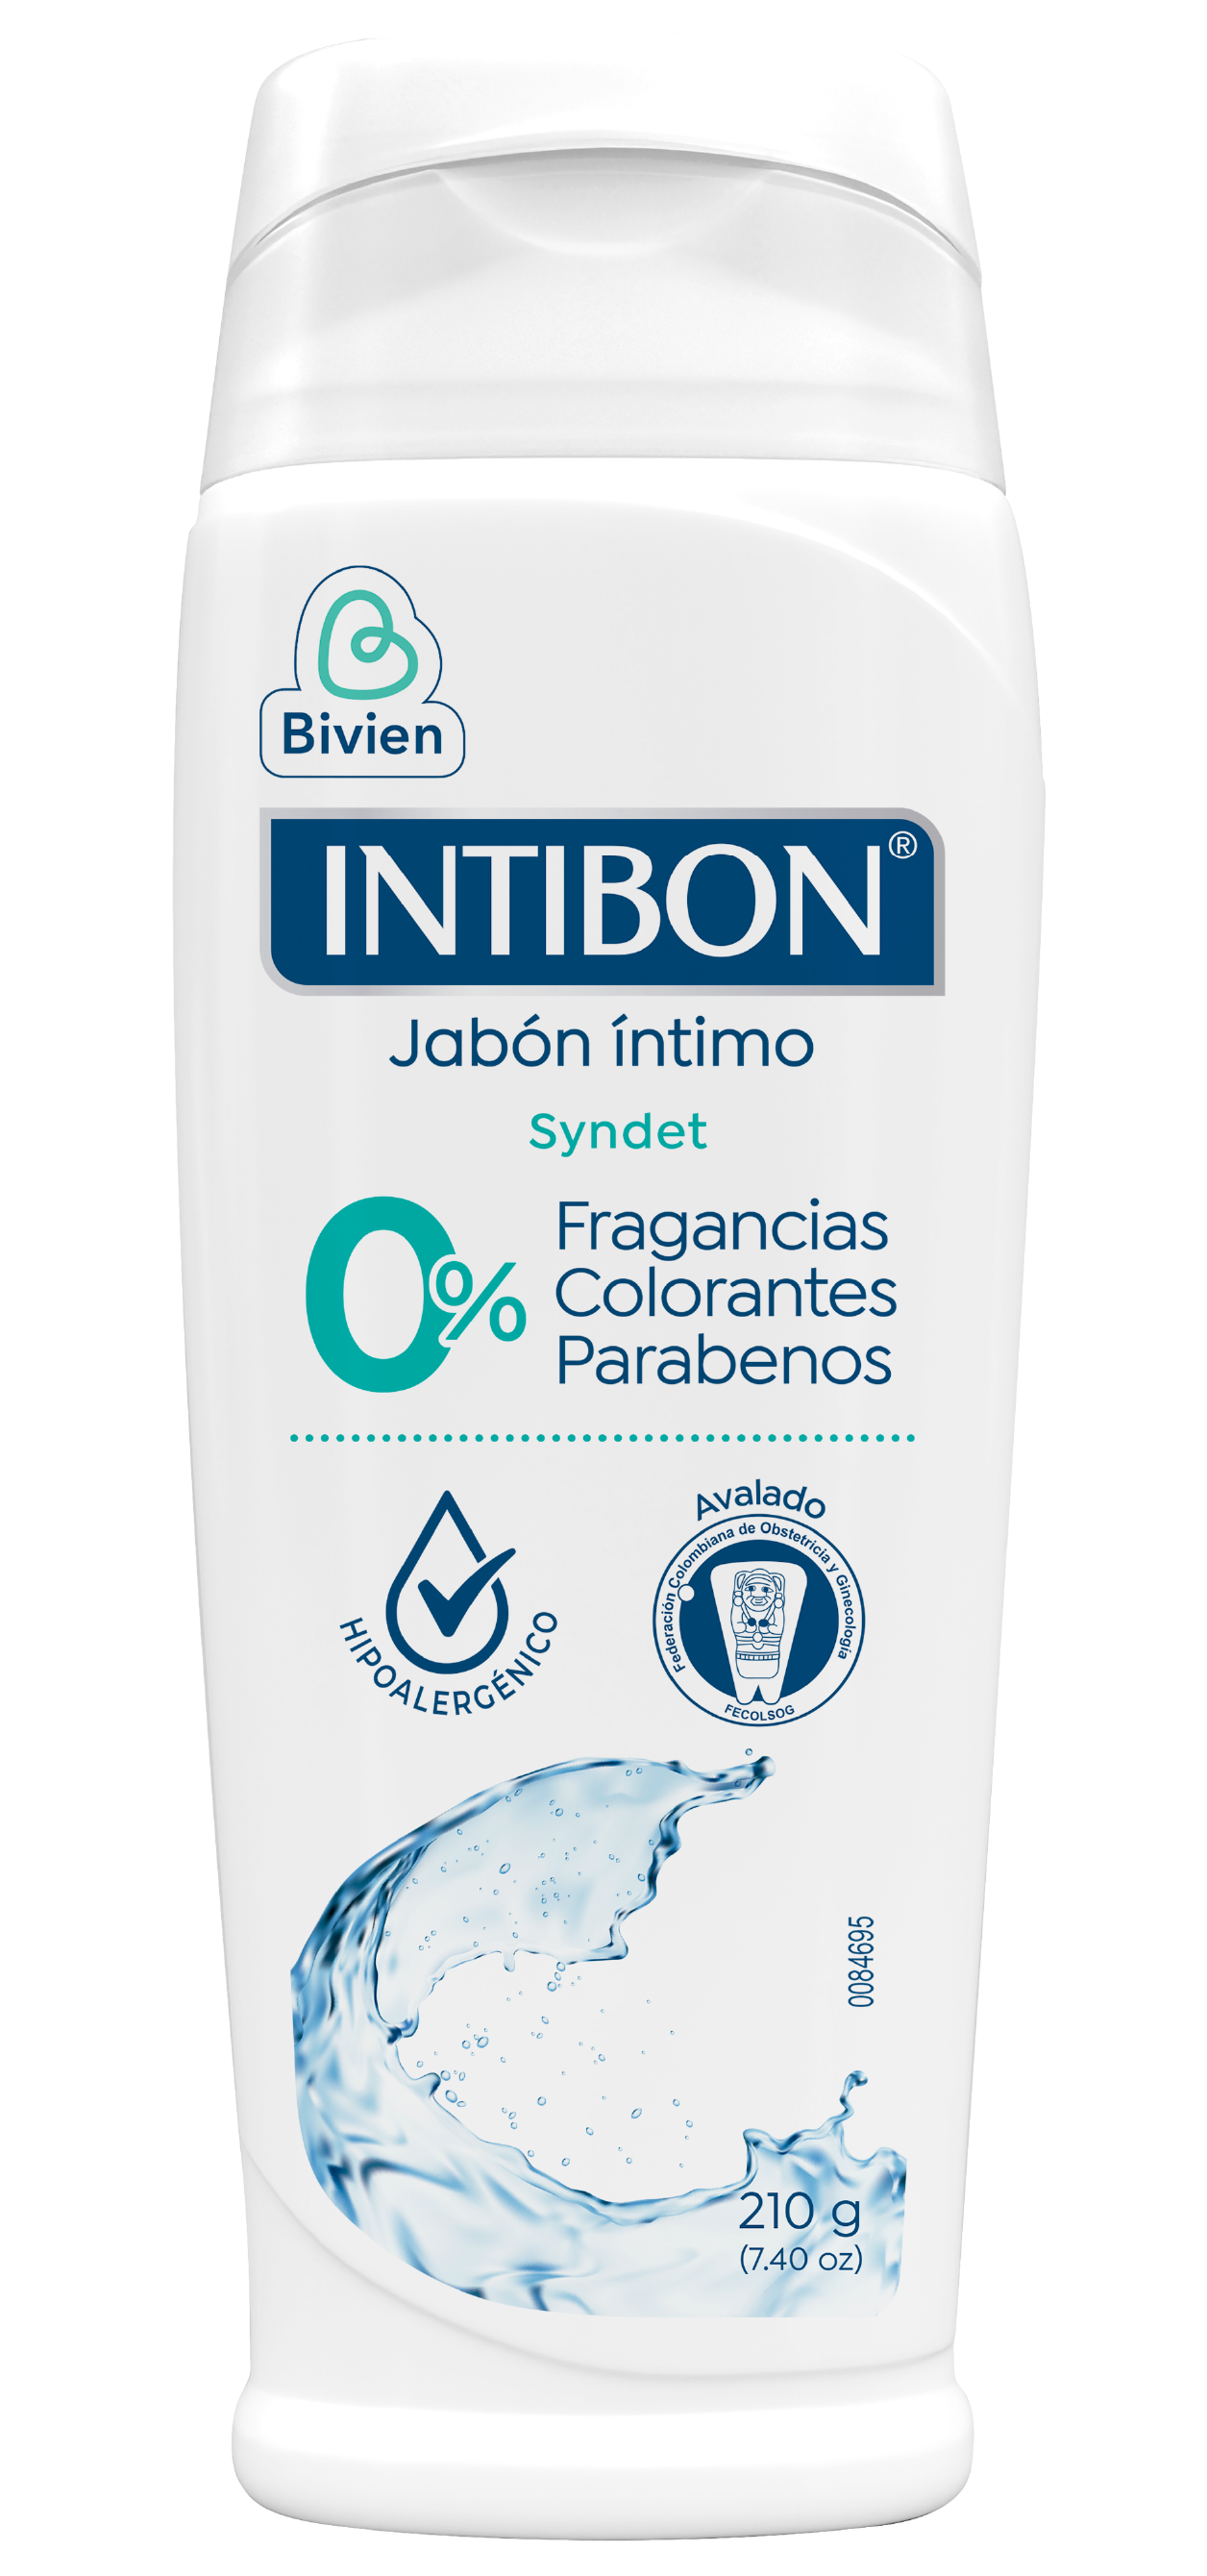 Bivien
INTIBON®
Jabón íntimo
Syndet
0%
Fragancias
Colorantes
Parabenos
HIPOALERGÉNICO
Avalado
Federación Colombiana de Obstetricia y Ginecología
FECOLSOG
0084695
210 g
(7.40 oz)